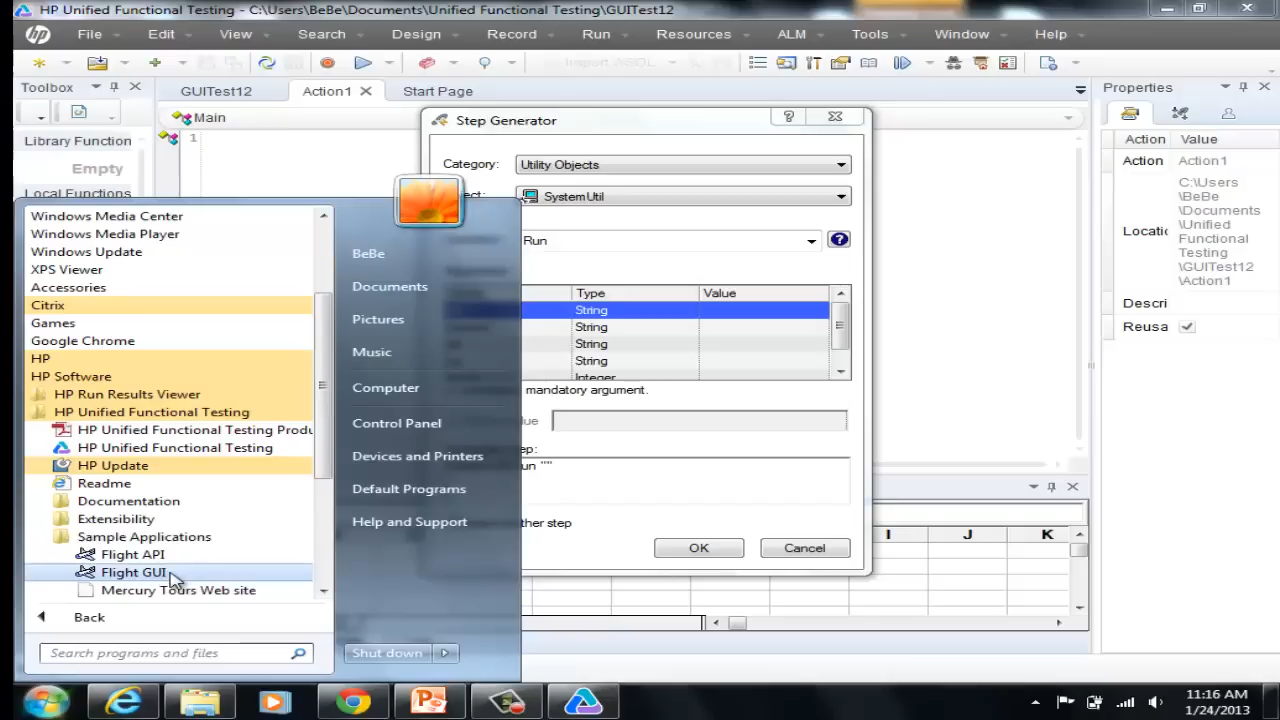 HP Unified Functional Testing - C:\Users\BeBe\Documents\Unified Functional Testing\GUITest12
hp File Edit View Search Design Record Run Resources ALM Tools Window Help
Toolbox
GUITest12 Action1 Start Page
Properties
Main
1
Library Function
Empty
Local Functions
Step Generator
Category: Utility Objects
SystemUtil
Run
Type Value
String
String
String
String
Integer
mandatory argument.
OK Cancel
Action Value
Action Action1
Locatic
C:\Users
\BeBe
\Documents
\Unified
Functional
Testing
\GUITest12
\Action1
Descri
Reusa
I J K
Windows Media Center
Windows Media Player
Windows Update
XPS Viewer
Accessories
Citrix
Games
Google Chrome
HP
HP Software
HP Run Results Viewer
HP Unified Functional Testing
HP Unified Functional Testing Produ
HP Unified Functional Testing
HP Update
Readme
Documentation
Extensibility
Sample Applications
Flight API
Flight GUI
Mercury Tours Web site
Back
Search programs and files
BeBe
Documents
Pictures
Music
Computer
Control Panel
Devices and Printers
Default Programs
Help and Support
Shut down
11:16 AM
1/24/2013